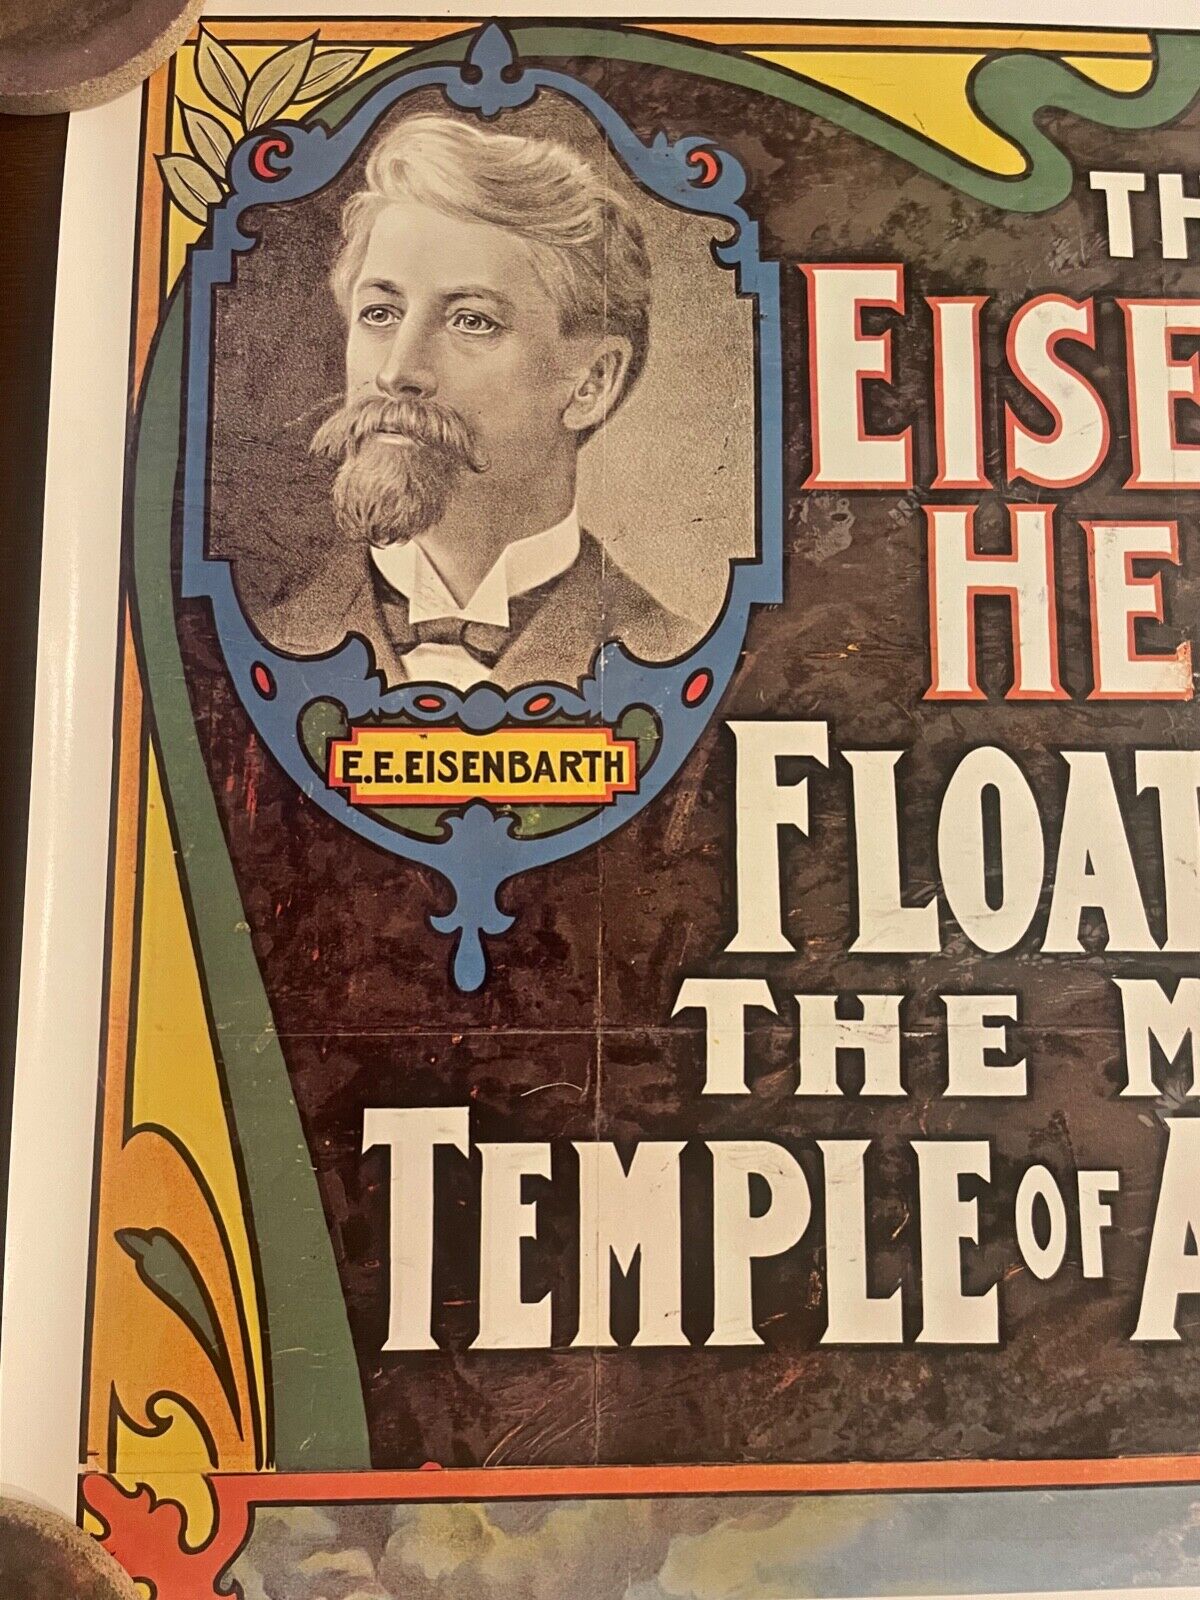 TH
EISE
HE
E.E.EISENBARTH
FLOAT
THE M
TEMPLE OF A